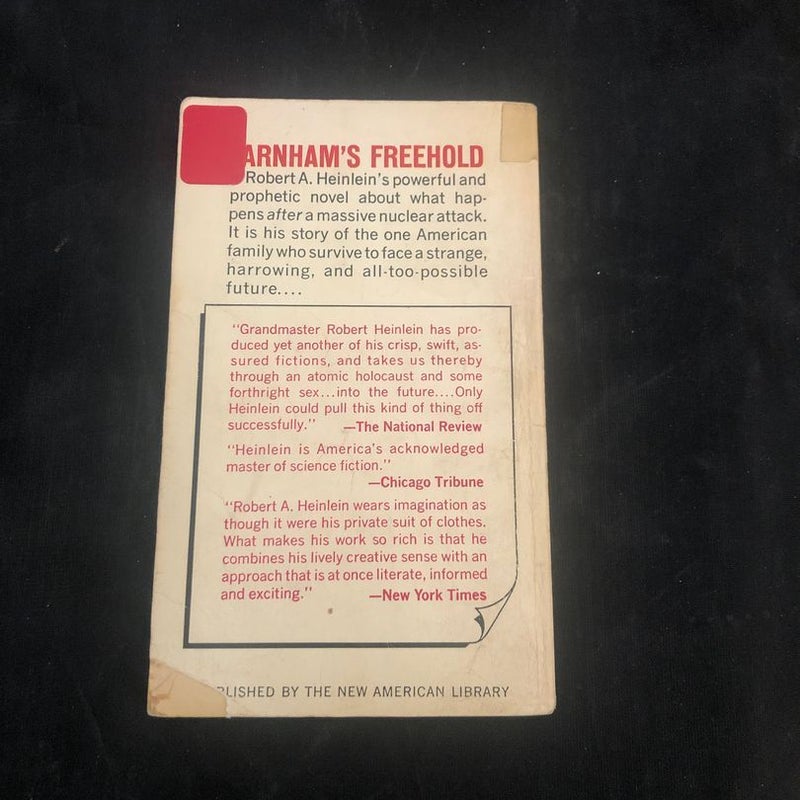 ARNHAM'S FREEHOLD
Robert A. Heinlein's powerful and
prophetic novel about what hap-
pens after a massive nuclear attack.
It is his story of the one American
family who survive to face a strange,
harrowing, and all-too-possible
future....
"Grandmaster Robert Heinlein has pro-
duced yet another of his crisp, swift, as-
sured fictions, and takes us thereby
through an atomic holocaust and some
forthright sex...into the future....Only
Heinlein could pull this kind of thing off
successfully." —The National Review
"Heinlein is America's acknowledged
master of science fiction."
—Chicago Tribune
"Robert A. Heinlein wears imagination as
though it were his private suit of clothes.
What makes his work so rich is that he
combines his lively creative sense with an
approach that is at once literate, informed
and exciting." —New York Times
BLISHED BY THE NEW AMERICAN LIBRARY